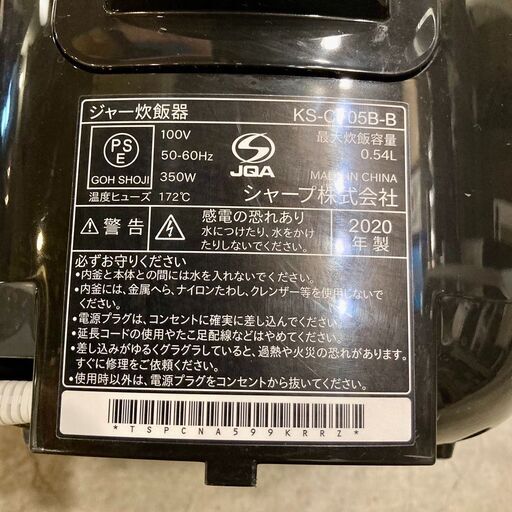 ジャー炊飯器
KS-C 05B-B
PS
E
GOH SHOJI
100V
50-60Hz
350W
JQA
最大炊飯容量
0.54L
MADE IN CHINA
シャープ株式会社
温度ヒューズ 172℃
警告
感電の恐れあり
水につけたり、水をかけ
たりしないでください。
2020
年製
必ずお守りください
・内釜と本体との間には水を入れないでください。
・内釜には、金属へら、ナイロンたわし、クレンザー等を使用しないで
ください。
・電源プラグは、コンセントに確実に差し込んでください。
・延長コードの使用やたこ足配線などはやめてください。
・差し込みがゆるくグラグラしていると、過熱や火災の恐れがあります。
すぐに修理をご依頼ください。
・使用時以外は、電源プラグをコンセントから抜いてください。
*TSPCNA599KRRZ*